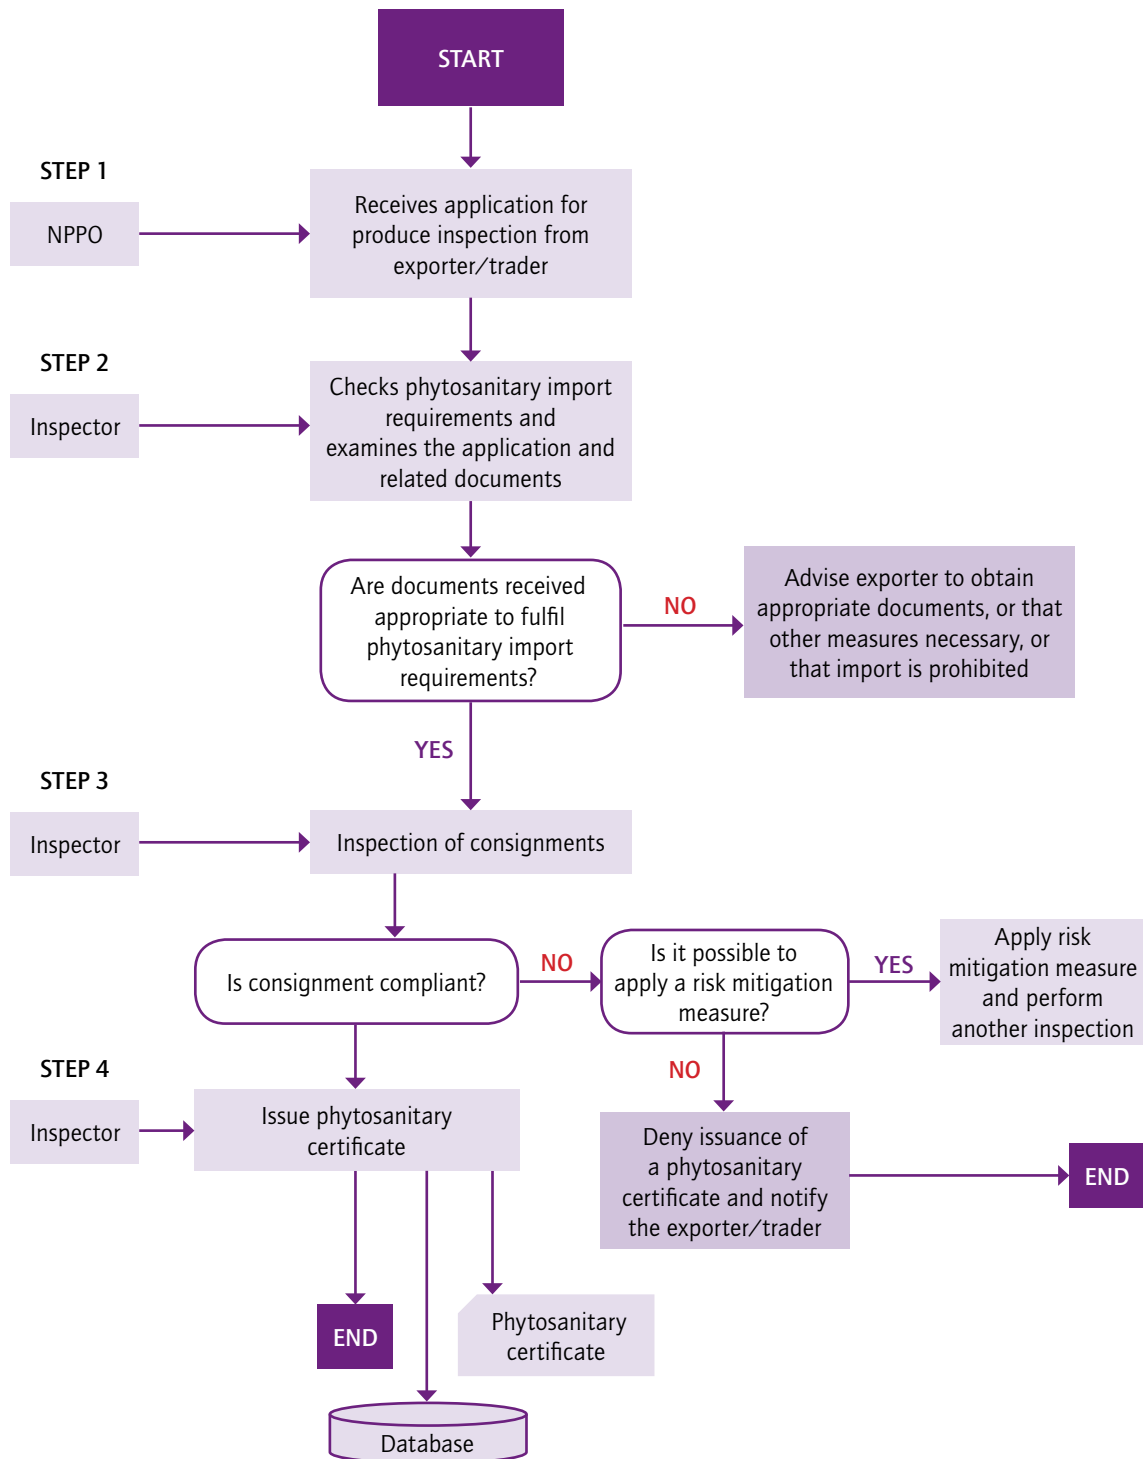 START
STEP 1
NPPO
Receives application for
produce inspection from
exporter/trader
STEP 2
Inspector
Checks phytosanitary import
requirements and
examines the application and
related documents
Are documents received
appropriate to fulfil
phytosanitary import
requirements?
NO
Advise exporter to obtain
appropriate documents, or that
other measures necessary, or
that import is prohibited
YES
STEP 3
Inspector
Inspection of consignments
Is consignment compliant?
NO
Is it possible to
apply a risk mitigation
measure?
YES
Apply risk
mitigation measure
and perform
another inspection
NO
STEP 4
Inspector
Issue phytosanitary
certificate
Deny issuance of
a phytosanitary
certificate and notify
the exporter/trader
END
END
Phytosanitary
certificate
Database